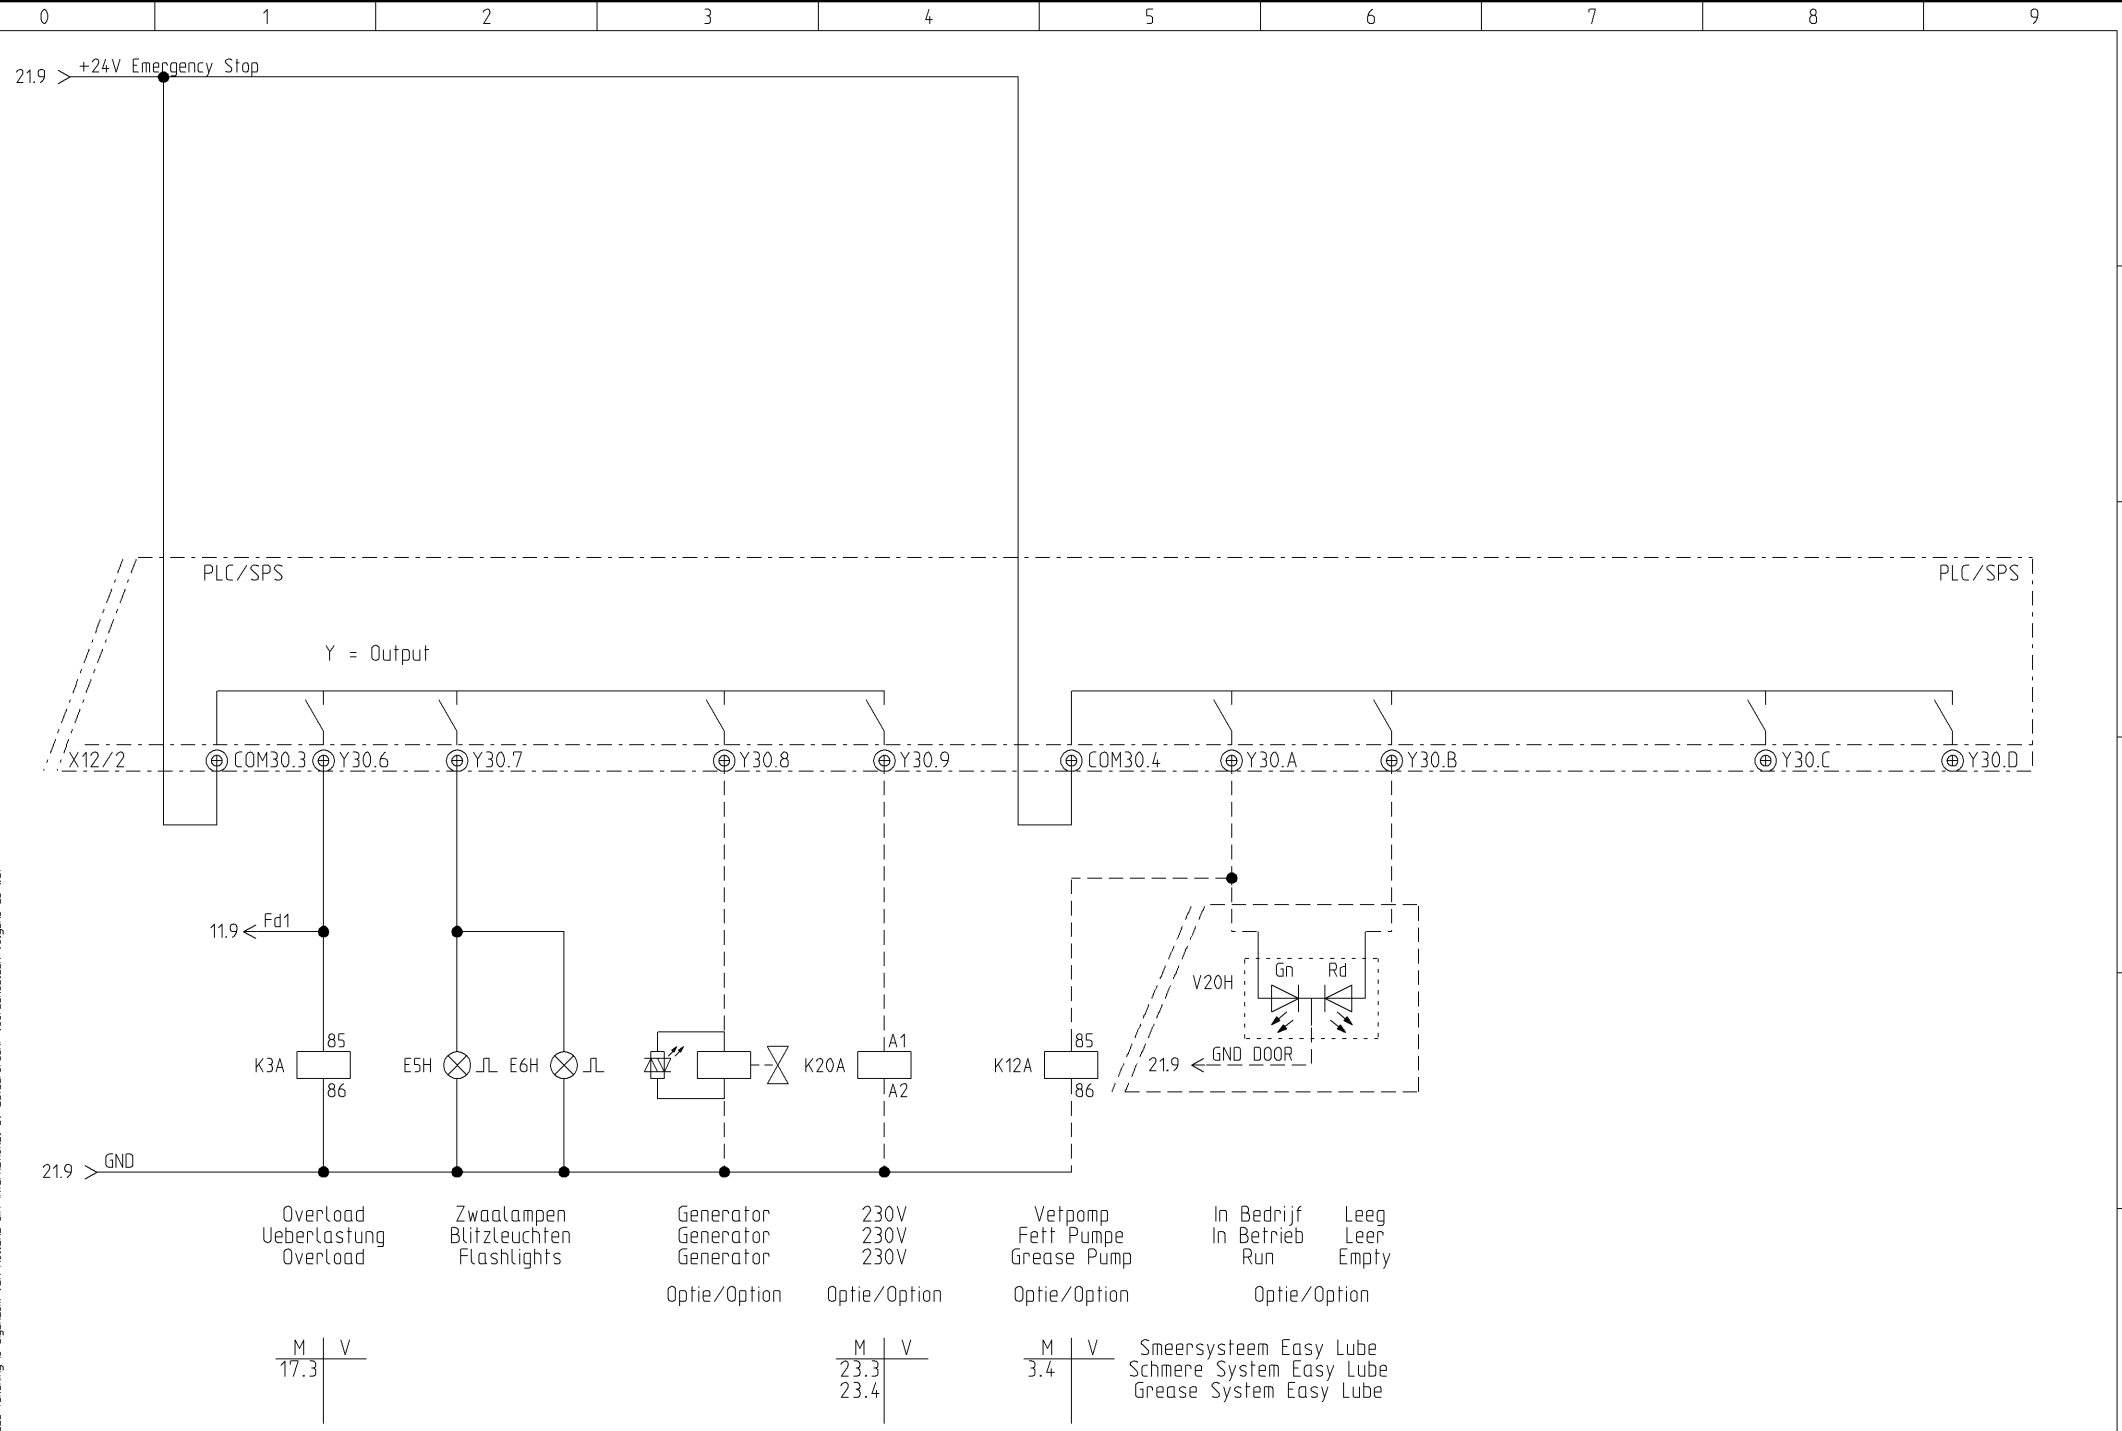 0 1 2 3 4 5 6 7 8 9
21.9 +24V Emergency Stop
PLC/SPS PLC/SPS
Y = Output
X12/2 COM30.3 Y30.6 Y30.7 Y30.8 Y30.9 COM30.4 Y30.A Y30.B Y30.C Y30.D
11.9 Fd1
Gn Rd
V20H
85 A1 85
K3A E5H E6H K20A K12A 21.9 GND DOOR
86 A2 86
21.9 GND
Overload Zwaalampen Generator 230V Vetpomp In Bedrijf Leeg
Ueberlastung Blitzleuchten Generator 230V Fett Pumpe In Betrieb Leer
Overload Flashlights Generator 230V Grease Pump Run Empty
Optie/Option Optie/Option Optie/Option Optie/Option
M V M V M V Smeersysteem Easy Lube
17.3 23.3 3.4 Schmere System Easy Lube
23.4 Grease System Easy Lube